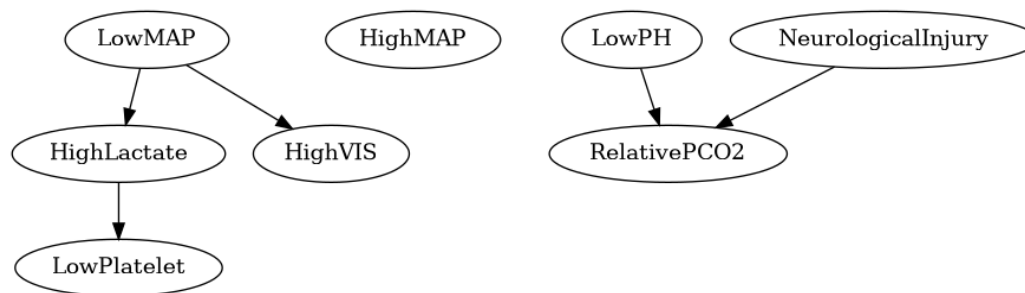 LowMAP
HighMAP
LowPH
NeurologicalInjury
HighLactate
HighVIS
RelativePCO2
LowPlatelet